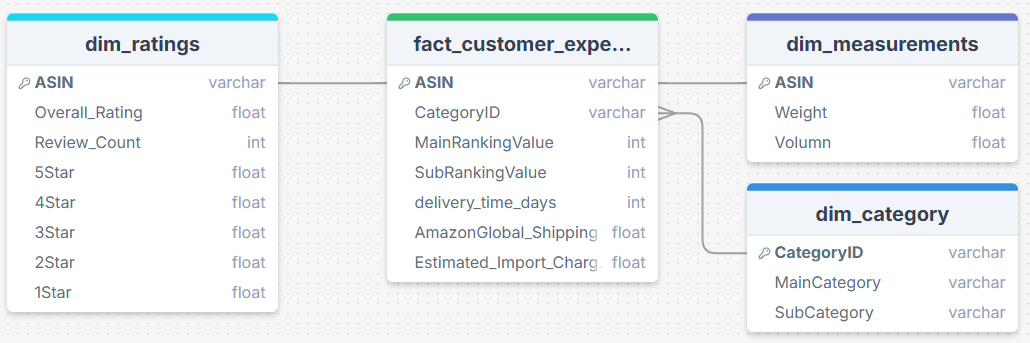 dim_ratings
ASIN varchar
Overall_Rating float
Review_Count int
5Star float
4Star float
3Star float
2Star float
1Star float
fact_customer_expe...
ASIN varchar
CategoryID varchar
MainRankingValue int
SubRankingValue int
delivery_time_days int
AmazonGlobal_Shipping float
Estimated_Import_Charg float
dim_measurements
ASIN varchar
Weight float
Volumn float
dim_category
CategoryID varchar
MainCategory varchar
SubCategory varchar